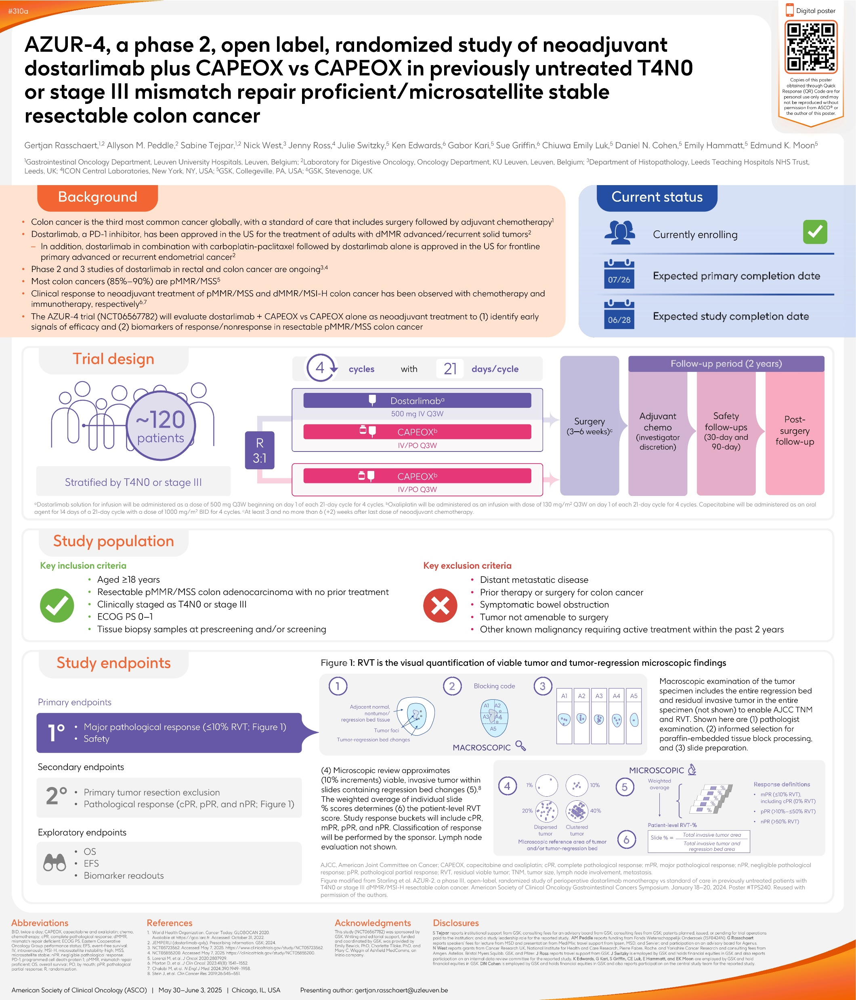 #310a
Digital poster
Copies of this poster
obtained through Quick
Response (QR) Code are for
personal use only and may
not be reproduced without
permission from ASCO® or
the author of this poster.
AZUR-4, a phase 2, open label, randomized study of neoadjuvant
dostarlimab plus CAPEOX vs CAPEOX in previously untreated T4N0
or stage III mismatch repair proficient/microsatellite stable
resectable colon cancer
Gertjan Rasschaert,1,2 Allyson M. Peddle,2 Sabine Tejpar,1,2 Nick West,3 Jenny Ross,4 Julie Switzky,5 Ken Edwards,6 Gabor Kari,5 Sue Griffin,6 Chiuwa Emily Luk,5 Daniel N. Cohen,5 Emily Hammatt,5 Edmund K. Moon5
1Gastrointestinal Oncology Department, Leuven University Hospitals, Leuven, Belgium; 2Laboratory for Digestive Oncology, Oncology Department, KU Leuven, Leuven, Belgium; 3Department of Histopathology, Leeds Teaching Hospitals NHS Trust,
Leeds, UK; 4ICON Central Laboratories, New York, NY, USA; 5GSK, Collegeville, PA, USA; 6GSK, Stevenage, UK
Background
• Colon cancer is the third most common cancer globally, with a standard of care that includes surgery followed by adjuvant chemotherapy1
• Dostarlimab, a PD-1 inhibitor, has been approved in the US for the treatment of adults with dMMR advanced/recurrent solid tumors2
– In addition, dostarlimab in combination with carboplatin-paclitaxel followed by dostarlimab alone is approved in the US for frontline
primary advanced or recurrent endometrial cancer2
• Phase 2 and 3 studies of dostarlimab in rectal and colon cancer are ongoing3,4
• Most colon cancers (85%–90%) are pMMR/MSS5
• Clinical response to neoadjuvant treatment of pMMR/MSS and dMMR/MSI-H colon cancer has been observed with chemotherapy and
immunotherapy, respectively6,7
• The AZUR-4 trial (NCT06567782) will evaluate dostarlimab + CAPEOX vs CAPEOX alone as neoadjuvant treatment to (1) identify early
signals of efficacy and (2) biomarkers of response/nonresponse in resectable pMMR/MSS colon cancer
Current status
Currently enrolling
07/26 Expected primary completion date
06/28 Expected study completion date
Trial design
~120
patients
Stratified by T4N0 or stage III
R
3:1
4 cycles with 21 days/cycle
Dostarlimaba
500 mg IV Q3W
CAPEOXb
IV/PO Q3W
CAPEOXb
IV/PO Q3W
Surgery
(3–6 weeks)c
Follow-up period (2 years)
Adjuvant
chemo
(investigator
discretion)
Safety
follow-ups
(30-day and
90-day)
Post-
surgery
follow-up
aDostarlimab solution for infusion will be administered as a dose of 500 mg Q3W beginning on day 1 of each 21-day cycle for 4 cycles. bOxaliplatin will be administered as an infusion with dose of 130 mg/m2 Q3W on day 1 of each 21-day cycle for 4 cycles. Capecitabine will be administered as an oral
agent for 14 days of a 21-day cycle with a dose of 1000 mg/m2 BID for 4 cycles. cAt least 3 and no more than 6 (+2) weeks after last dose of neoadjuvant chemotherapy.
Study population
Key inclusion criteria
• Aged ≥18 years
• Resectable pMMR/MSS colon adenocarcinoma with no prior treatment
• Clinically staged as T4N0 or stage III
• ECOG PS 0–1
• Tissue biopsy samples at prescreening and/or screening
Key exclusion criteria
• Distant metastatic disease
• Prior therapy or surgery for colon cancer
• Symptomatic bowel obstruction
• Tumor not amenable to surgery
• Other known malignancy requiring active treatment within the past 2 years
Study endpoints
Primary endpoints
1°
• Major pathological response (≤10% RVT; Figure 1)
• Safety
Secondary endpoints
2°
• Primary tumor resection exclusion
• Pathological response (cPR, pPR, and nPR; Figure 1)
Exploratory endpoints
• OS
• EFS
• Biomarker readouts
Figure 1: RVT is the visual quantification of viable tumor and tumor-regression microscopic findings
1
Adjacent normal,
nontumor/
regression bed tissue
Tumor foci
Tumor-regression bed changes
2 Blocking code
A1 A2
A3 A4
A5
MACROSCOPIC
3
A1 A2 A3 A4 A5
Macroscopic examination of the tumor
specimen includes the entire regression bed
and residual invasive tumor in the entire
specimen (not shown) to enable AJCC TNM
and RVT. Shown here are (1) pathologist
examination, (2) informed selection for
paraffin-embedded tissue block processing,
and (3) slide preparation.
(4) Microscopic review approximates
(10% increments) viable, invasive tumor within
slides containing regression bed changes (5).8
The weighted average of individual slide
% scores determines (6) the patient-level RVT
score. Study response buckets will include cPR,
mPR, pPR, and nPR. Classification of response
will be performed by the sponsor. Lymph node
evaluation not shown.
MICROSCOPIC
4
1% 10%
20% 40%
Dispersed
tumor
Clustered
tumor
Microscopic reference area of tumor
and/or tumor-regression bed
5
Weighted
average
%
%
%
%
%
Patient-level RVT-%
6
Slide % = Total invasive tumor area
Total invasive tumor and
regression bed area
Response definitions
• mPR (≤10% RVT),
including cPR (0% RVT)
• pPR (>10%–≤50% RVT)
• nPR (>50% RVT)
AJCC, American Joint Committee on Cancer; CAPEOX, capecitabine and oxaliplatin; cPR, complete pathological response; mPR, major pathological response; nPR, negligible pathological
response; pPR, pathological partial response; RVT, residual viable tumor; TNM, tumor size, lymph node involvement, metastasis.
Figure modified from Starling et al. AZUR-2, a phase III, open-label, randomized study of perioperative dostarlimab monotherapy vs standard of care in previously untreated patients with
T4N0 or stage III dMMR/MSI-H resectable colon cancer. American Society of Clinical Oncology Gastrointestinal Cancers Symposium. January 18–20, 2024. Poster #TPS240. Reused with
permission of the authors.
Abbreviations
BID, twice a day; CAPEOX, capecitabine and oxaliplatin; chemo,
chemotherapy; cPR, complete pathological response; dMMR,
mismatch repair deficient; ECOG PS, Eastern Cooperative
Oncology Group performance status; EFS, event-free survival;
IV, intravenously; MSI-H, microsatellite instability-high; MSS,
microsatellite stable; nPR, negligible pathological response;
PD-1, programmed cell death protein 1; pMMR, mismatch repair
proficient; OS, overall survival; PO, by mouth; pPR, pathological
partial response; R, randomization.
References
1. World Health Organization. Cancer Today. GLOBOCAN 2020.
Available at https://gco.iarc.fr. Accessed: October 31, 2022.
2. JEMPERLI (dostarlimab-gxly). Prescribing information. GSK; 2024.
3. NCT05723562. Accessed May 7, 2025. https://www.clinicaltrials.gov/study/NCT05723562.
4. NCT05855200. Accessed May 7, 2025. https://clinicaltrials.gov/study/NCT05855200.
5. Lorenzi M, et al. J Oncol. 2020;2807929.
6. Morton D, et al. J Clin Oncol. 2023;41(8): 1541–1552.
7. Chalabi M, et al. N Engl J Med. 2024;390:1949–1958.
8. Stein J, et al. Clin Cancer Res. 2019;26:545–551.
Acknowledgments
This study (NCT06567782) was sponsored by
GSK. Writing and editorial support, funded
and coordinated by GSK, was provided by
Emily Bewick, PhD, Charlette Tiloke, PhD, and
Mary C. Wiggin of Ashfield MedComms, an
Inizio company.
Disclosures
S Tejpar reports institutional support from GSK, consulting fees for an advisory board from GSK; consulting fees from GSK; patents planned, issued, or pending for trial operations
paid to the institution; and a study leadership role for the reported study. AM Peddle reports funding from Fonds Wetenschappelijk Onderzoek (1SF0424N). G Rasschaert
reports speakers' fees for lecture from MSD and presentation from MediMix; travel support from Ipsen, MSD, and Servier; and participation on an advisory board for Agenus.
N West reports grants from Cancer Research UK, National Institute for Health and Care Research, Pierre Fabre, Roche, and Yorkshire Cancer Research and consulting fees from
Amgen, Astellas, Bristol Myers Squibb, GSK, and Pfizer. J Ross reports travel support from GSK. J Switzky is employed by GSK and holds financial equities in GSK and also reports
participation on an internal data review committee for the reported study. K Edwards, G Kari, S Griffin, CE Luk, E Hammatt, and EK Moon are employed by GSK and hold
financial equities in GSK. DN Cohen is employed by GSK and holds financial equities in GSK and also reports participation on the central study team for the reported study.
American Society of Clinical Oncology (ASCO) | May 30–June 3, 2025 | Chicago, IL, USA Presenting author: gertjan.rasschaert@uzleuven.be